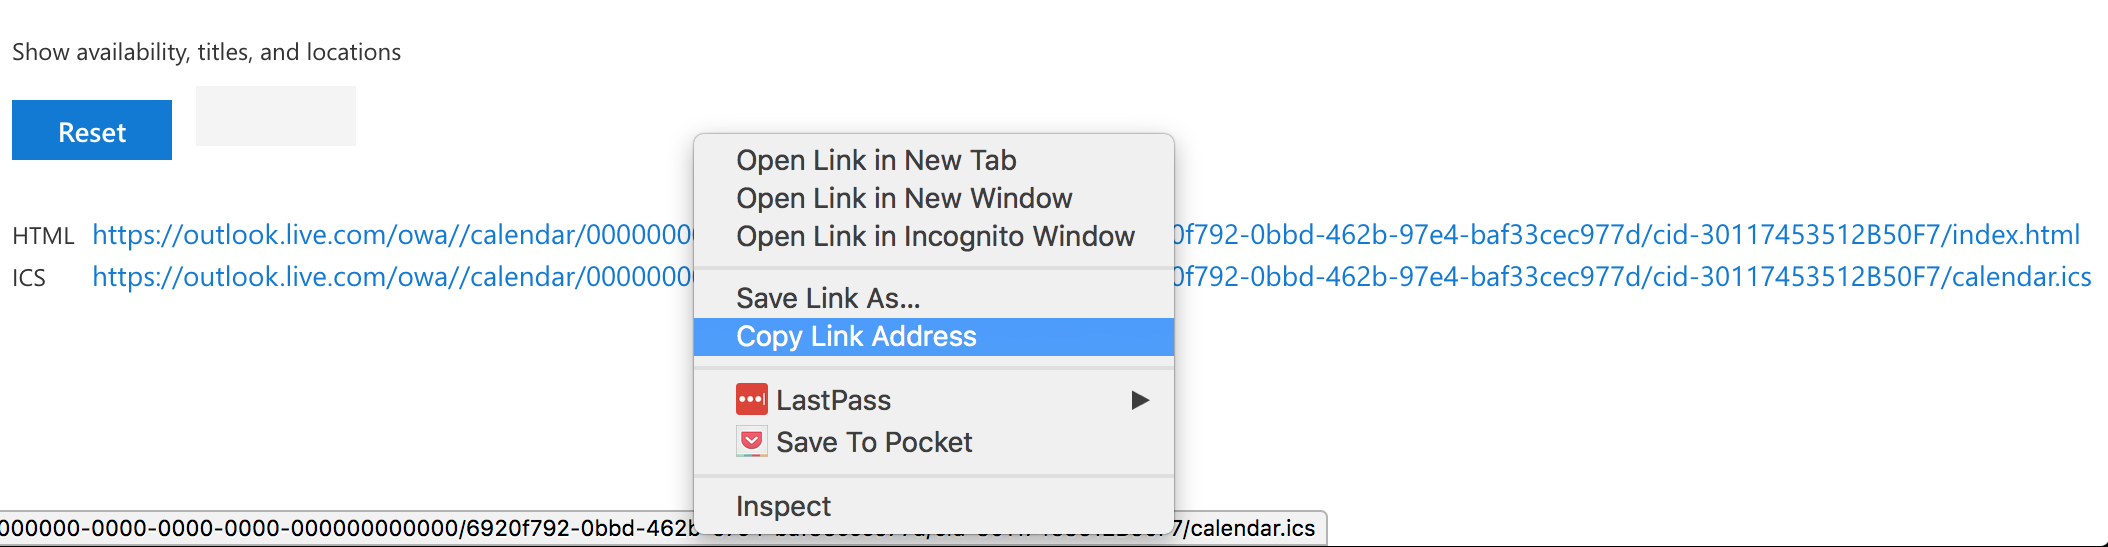 Show availability, titles, and locations
Reset
HTML https://outlook.live.com/owa//calendar/0000000 0f792-0bbd-462b-97e4-baf33cec977d/cid-30117453512B50F7/index.html
ICS https://outlook.live.com/owa//calendar/0000000 0f792-0bbd-462b-97e4-baf33cec977d/cid-30117453512B50F7/calendar.ics
Open Link in New Tab
Open Link in New Window
Open Link in Incognito Window
Save Link As...
Copy Link Address
LastPass
Save To Pocket
Inspect
000000-0000-0000-0000-000000000000/6920f792-0bbd-462b 7/calendar.ics